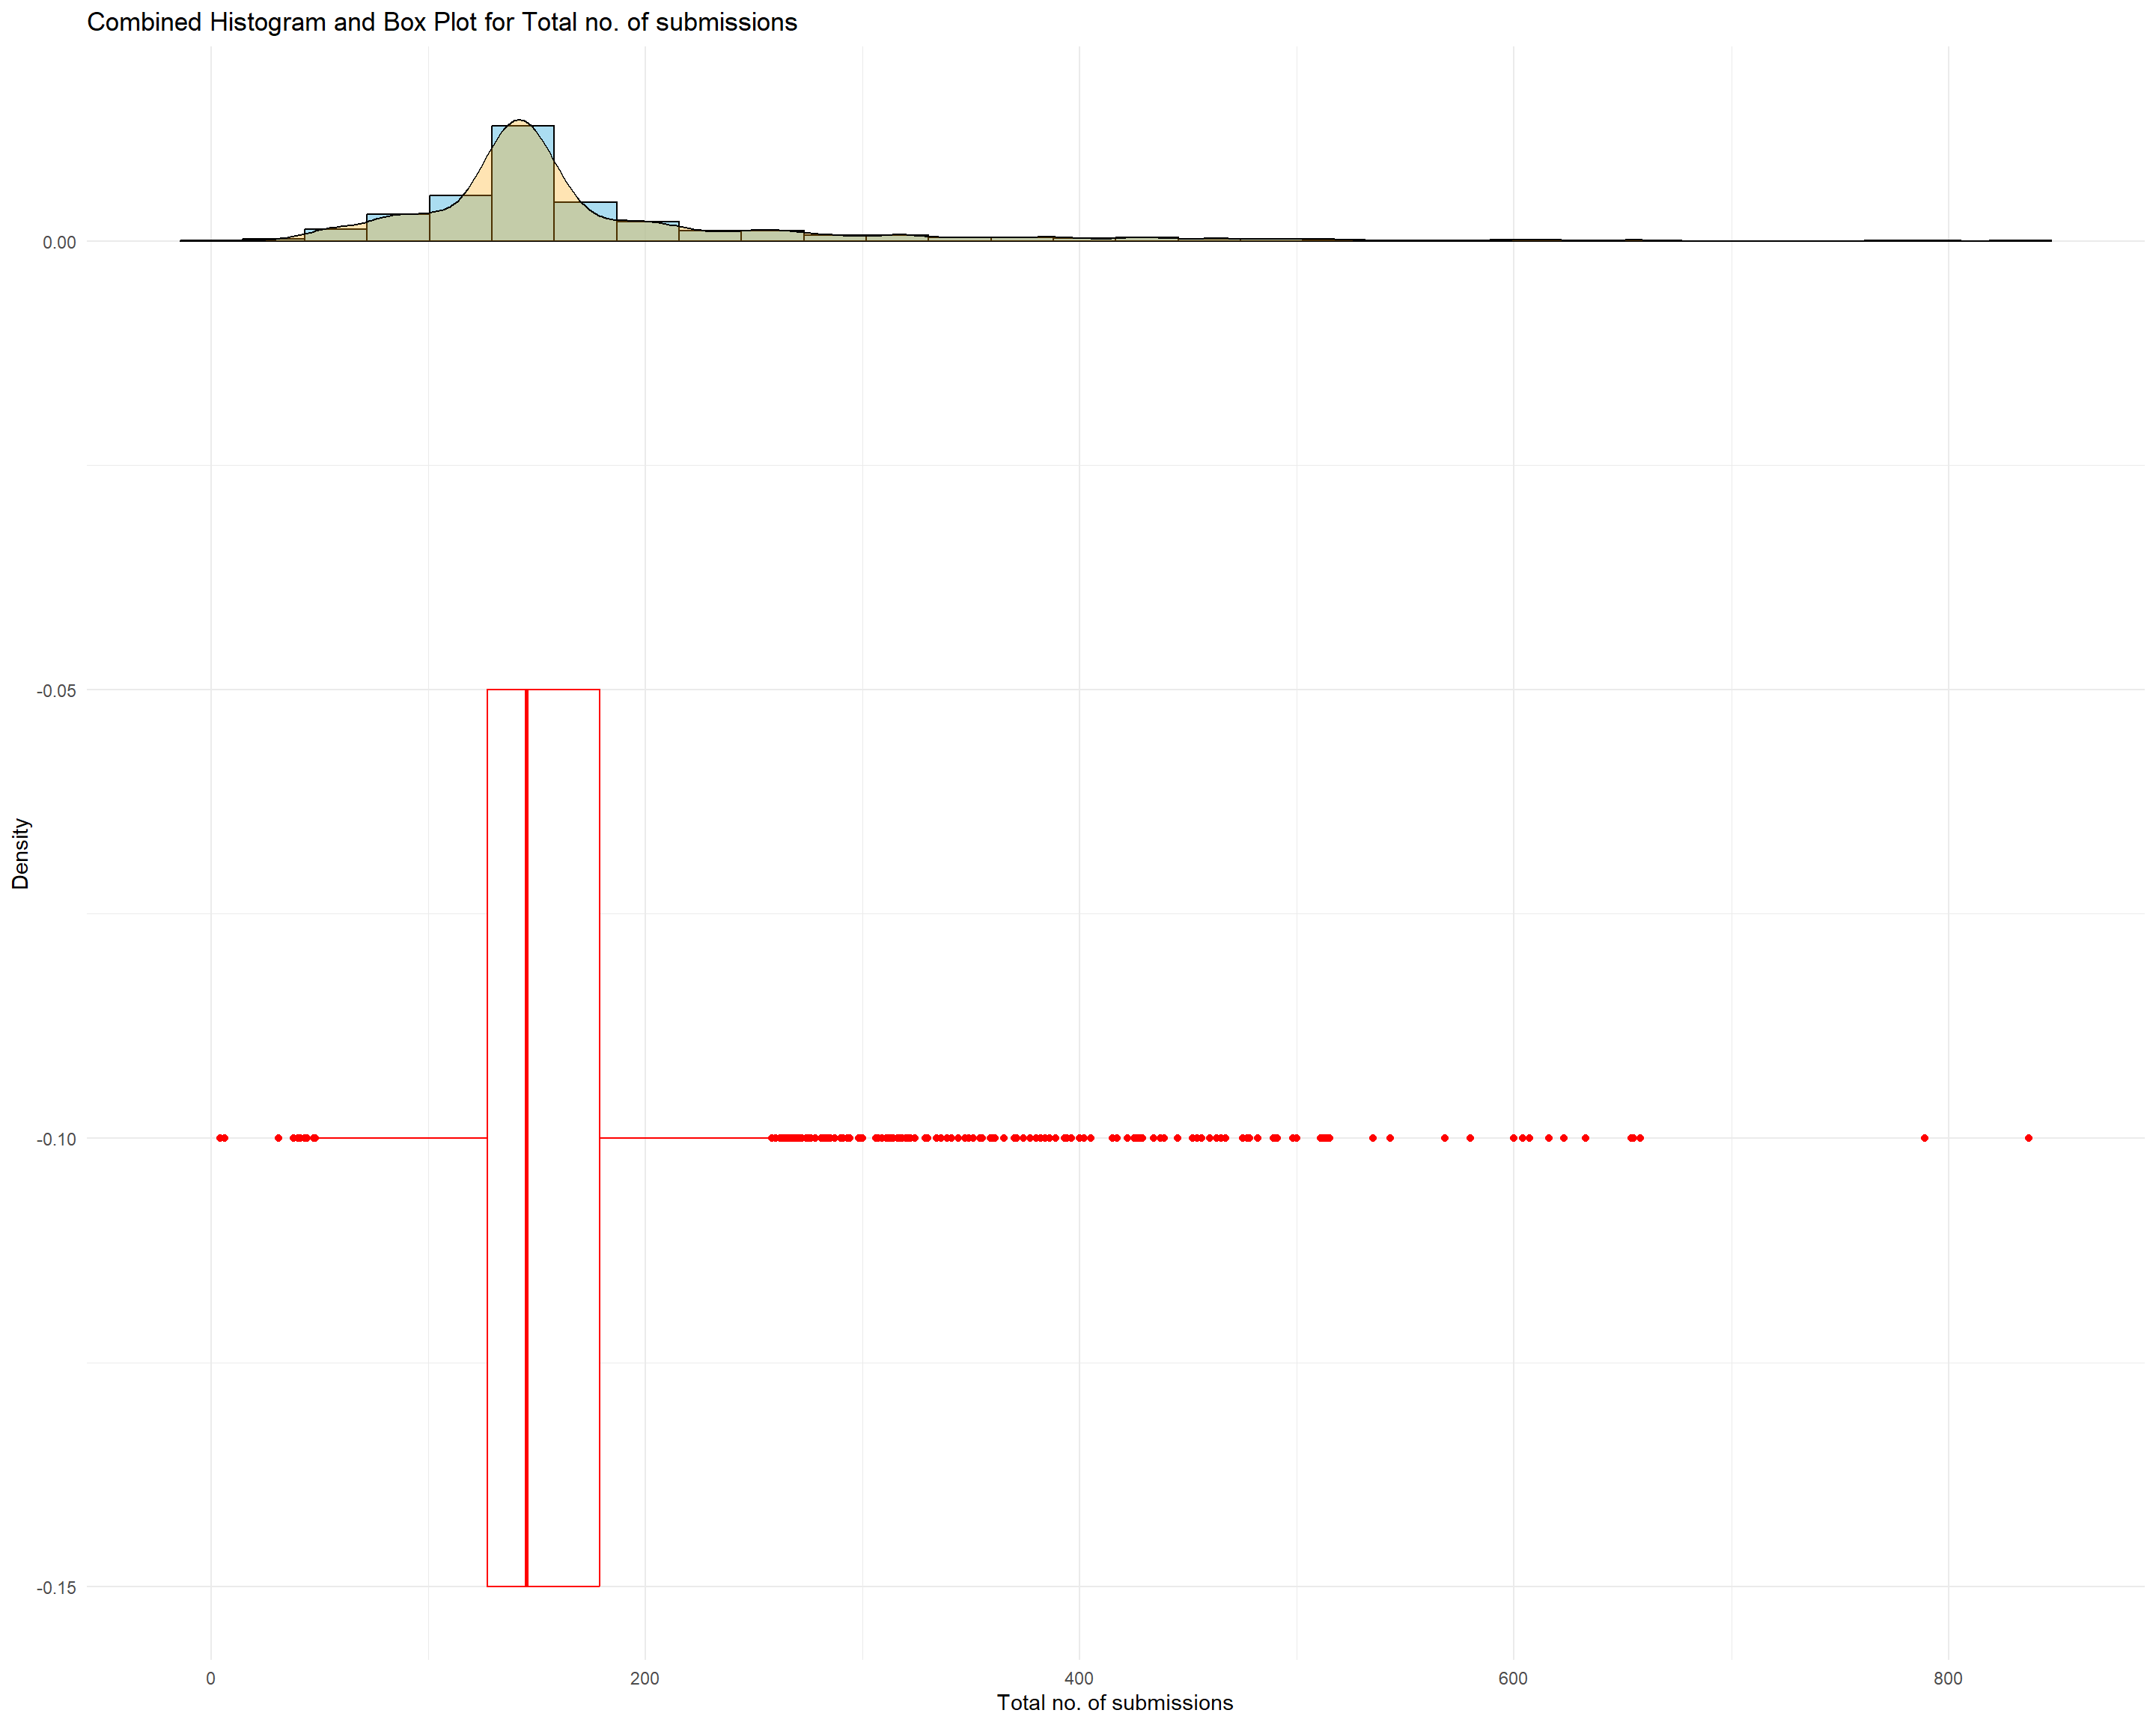 Combined Histogram and Box Plot for Total no. of submissions
0.00
-0.05
-0.10
-0.15
Density
0 200 400 600 800
Total no. of submissions